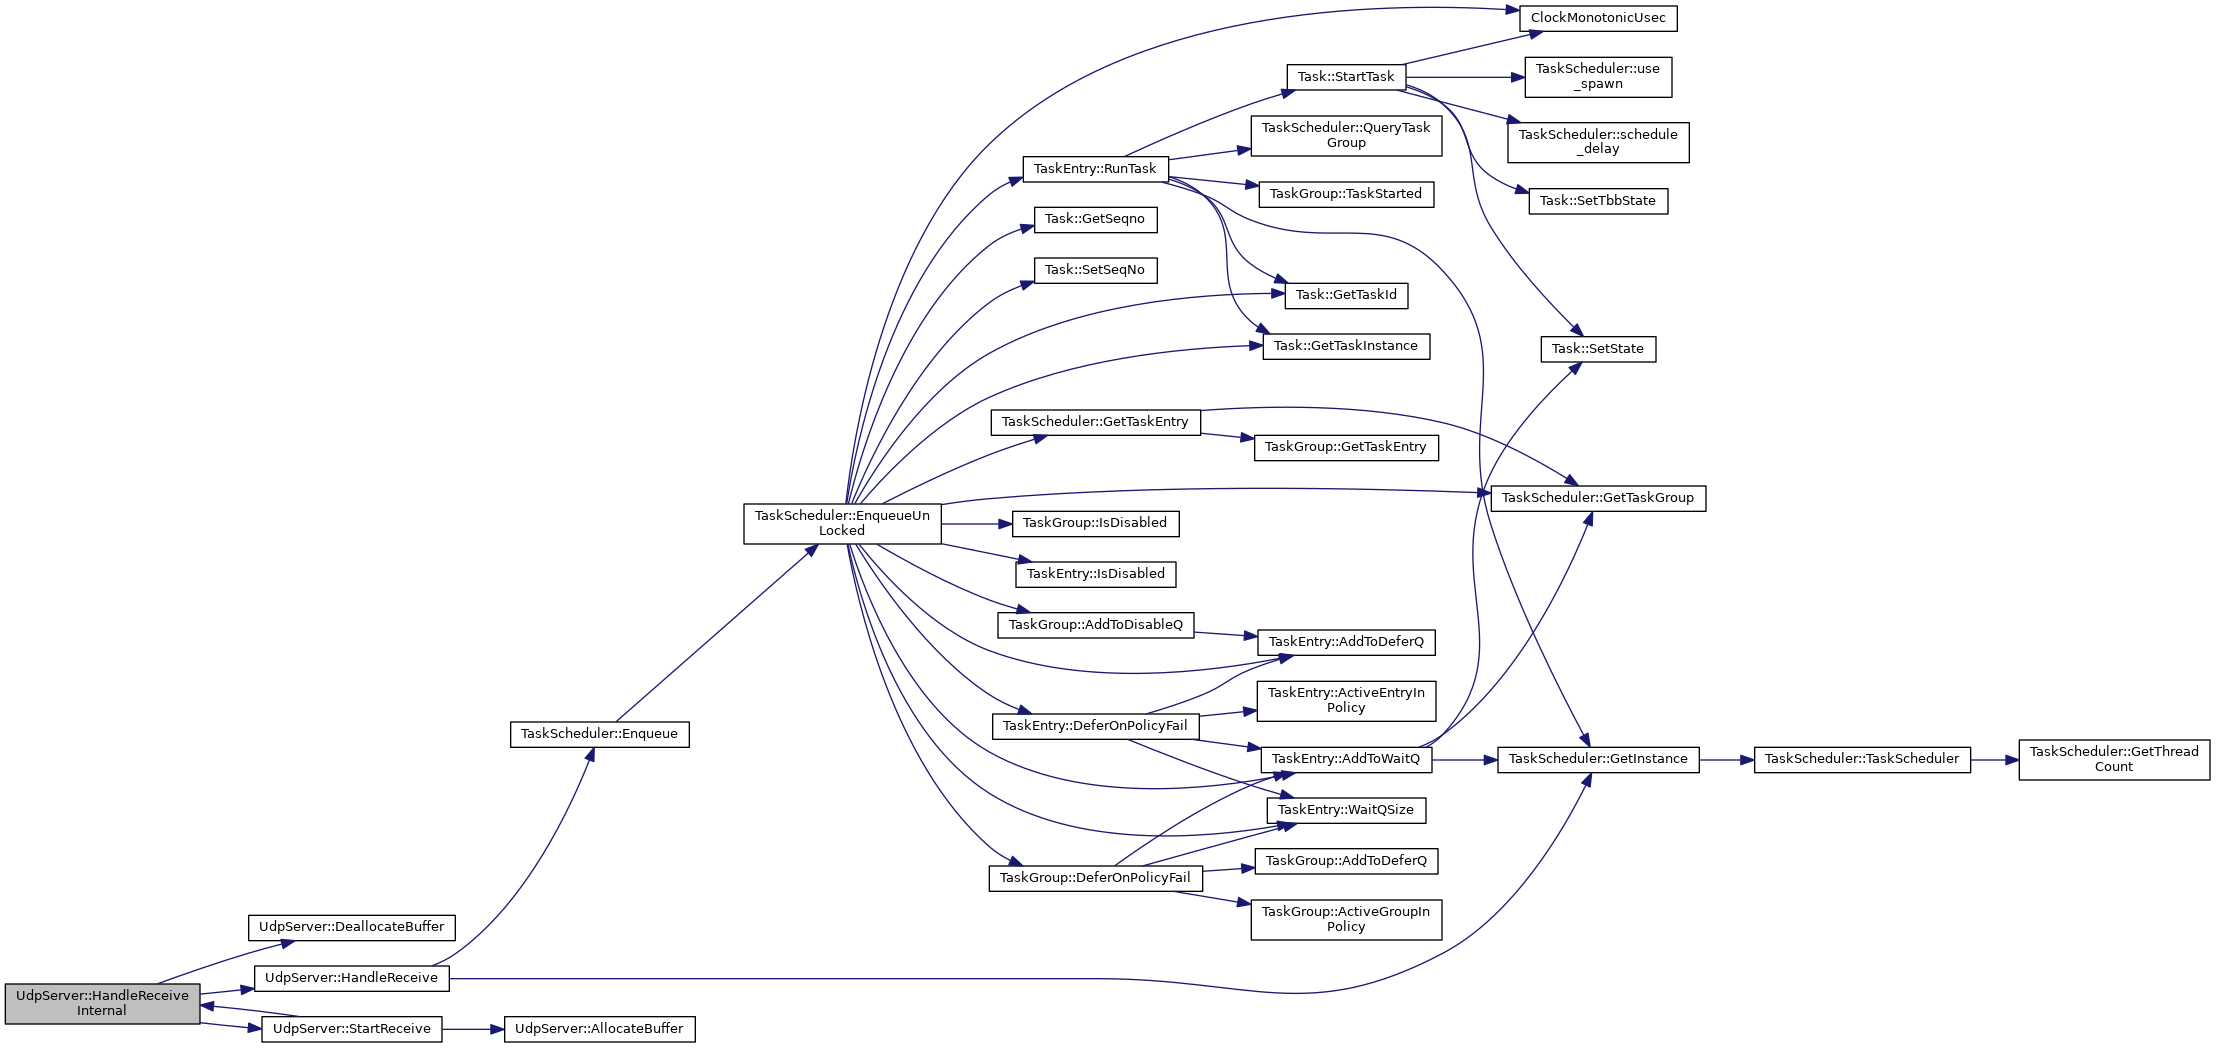 ClockMonotonicUsec
Task::StartTask
TaskScheduler::use
_spawn
TaskScheduler::QueryTask
Group
TaskScheduler::schedule
_delay
TaskEntry::RunTask
TaskGroup::TaskStarted
Task::SetTbbState
Task::GetSeqno
Task::SetSeqNo
Task::GetTaskId
Task::GetTaskInstance
Task::SetState
TaskScheduler::GetTaskEntry
TaskGroup::GetTaskEntry
TaskScheduler::GetTaskGroup
TaskScheduler::EnqueueUn
Locked
TaskGroup::IsDisabled
TaskEntry::IsDisabled
TaskGroup::AddToDisableQ
TaskEntry::AddToDeferQ
TaskEntry::ActiveEntryIn
Policy
TaskEntry::DeferOnPolicyFail
TaskScheduler::Enqueue
TaskEntry::AddToWaitQ
TaskScheduler::GetInstance
TaskScheduler::TaskScheduler
TaskScheduler::GetThread
Count
TaskEntry::WaitQSize
TaskGroup::AddToDeferQ
TaskGroup::DeferOnPolicyFail
TaskGroup::ActiveGroupIn
Policy
UdpServer::DeallocateBuffer
UdpServer::HandleReceive
UdpServer::HandleReceive
Internal
UdpServer::StartReceive
UdpServer::AllocateBuffer